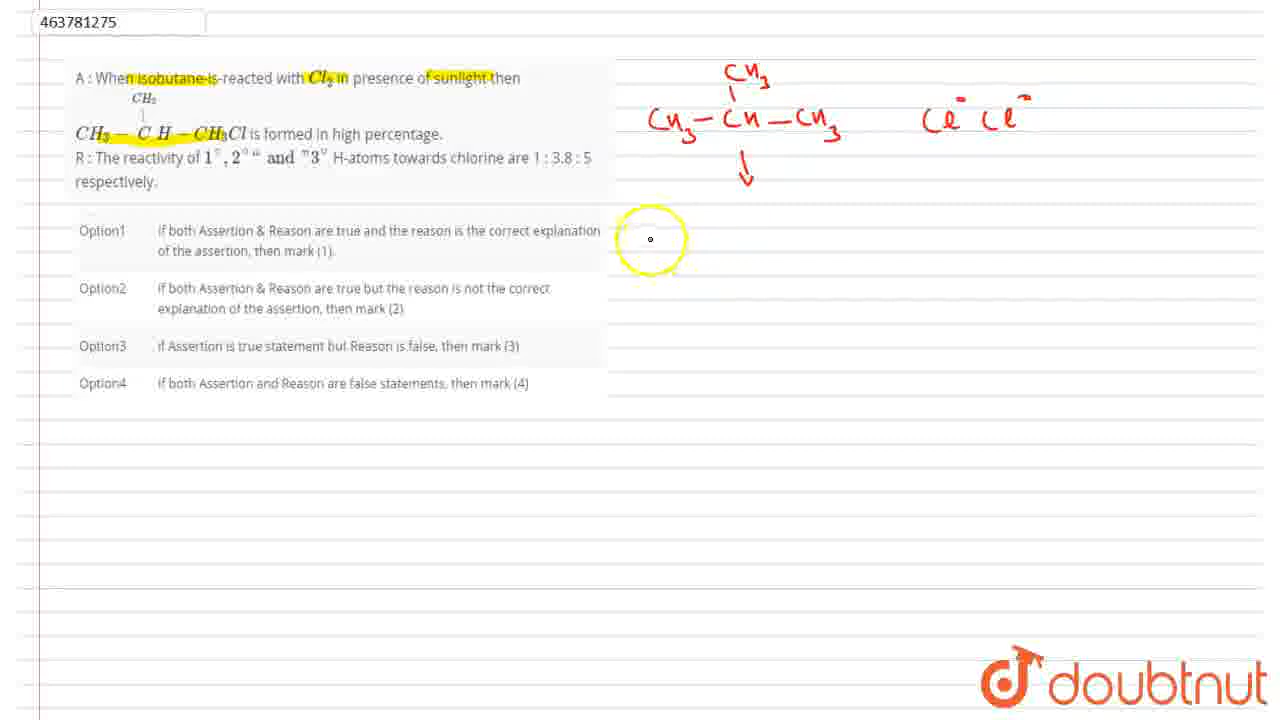 463781275
A : When isobutane-is-reacted with Cl₂ in presence of sunlight then
CH₃
|
CH₃ − C H − CH₃Cl is formed in high percentage.
R : The reactivity of 1°, 2°" and "3° H-atoms towards chlorine are 1 : 3.8 : 5
respectively.
Option1 if both Assertion & Reason are true and the reason is the correct explanation
of the assertion, then mark (1).
Option2 if both Assertion & Reason are true but the reason is not the correct
explanation of the assertion, then mark (2)
Option3 if Assertion is true statement but Reason is false, then mark (3)
Option4 if both Assertion and Reason are false statements, then mark (4)
CH₃
|
CH₃ − CH − CH₃ Cl• Cl•
↓
doubtnut